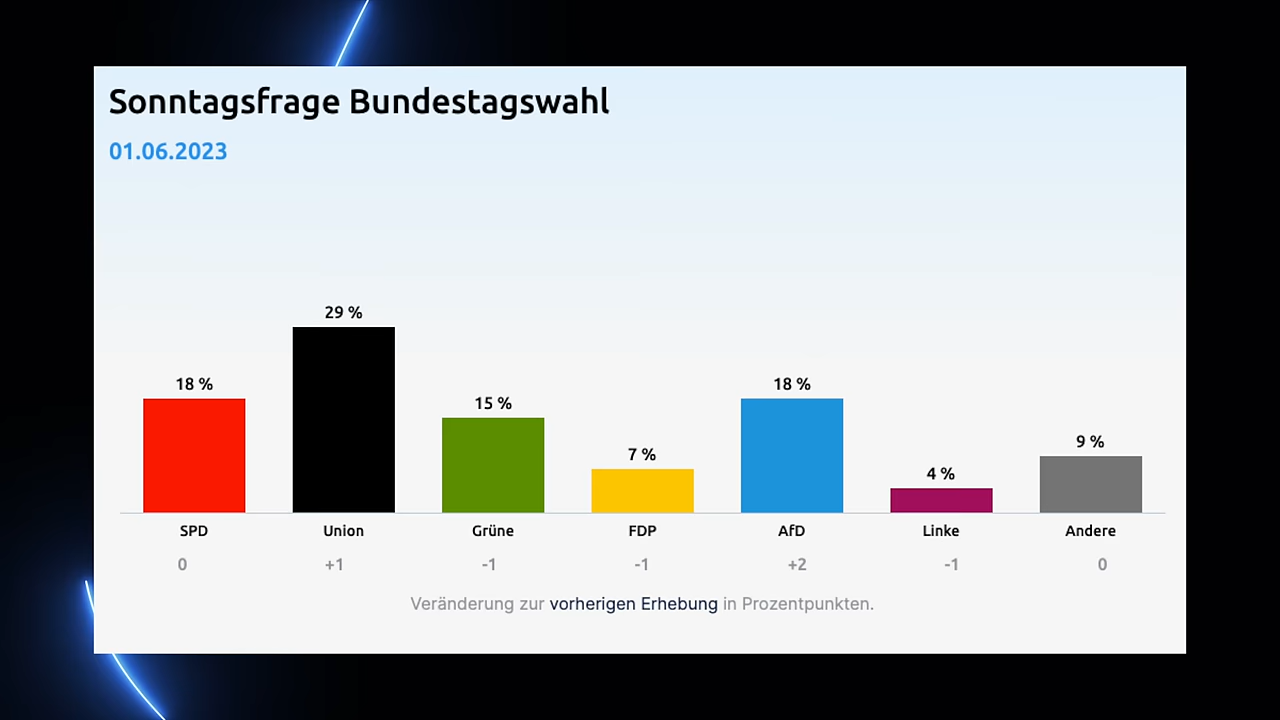 Sonntagsfrage Bundestagswahl
01.06.2023
29 %
18 %
18 %
15 %
9 %
7 %
4 %
SPD Union Grüne FDP AfD Linke Andere
0 +1 -1 -1 +2 -1 0
Veränderung zur vorherigen Erhebung in Prozentpunkten.